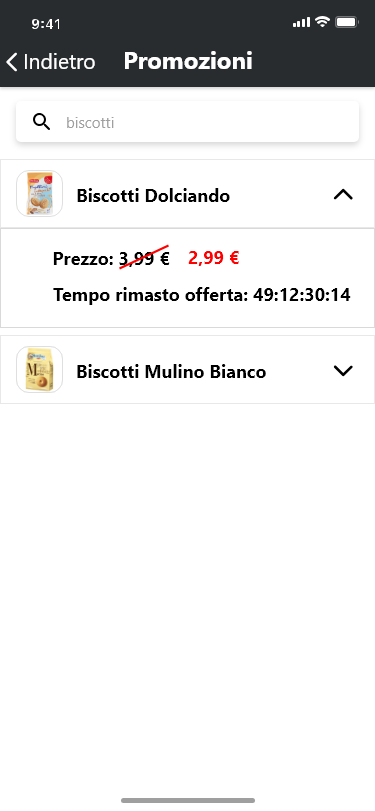 9:41
Indietro Promozioni
biscotti
Biscotti Dolciando
Prezzo: 3,99 € 2,99 €
Tempo rimasto offerta: 49:12:30:14
M
Biscotti Mulino Bianco